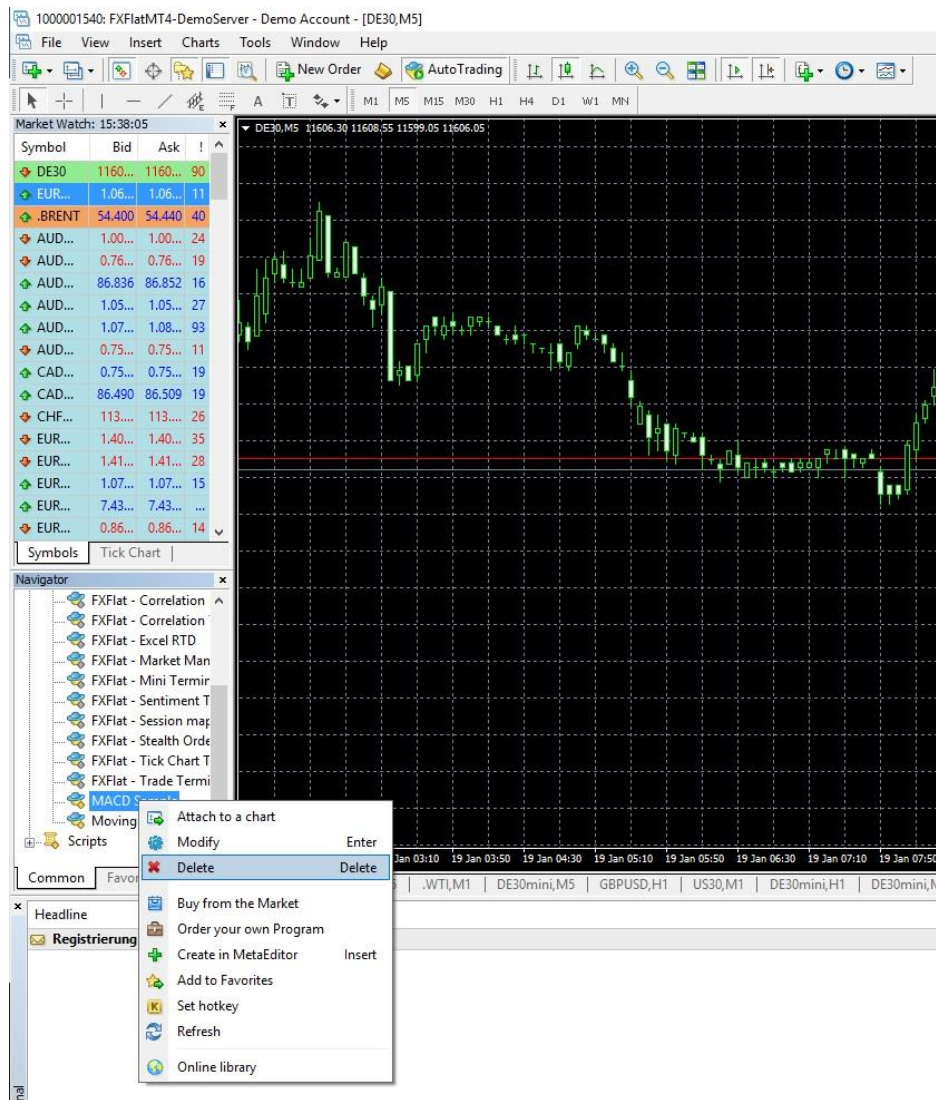 1000001540: FXFlatMT4-DemoServer - Demo Account - [DE30,M5]
File View Insert Charts Tools Window Help
New Order AutoTrading
A T M1 M5 M15 M30 H1 H4 D1 W1 MN
Market Watch: 15:38:05
Symbol Bid Ask !
DE30 1160... 1160... 90
EUR... 1.06... 1.06... 11
.BRENT 54.400 54.440 40
AUD... 1.00... 1.00... 24
AUD... 0.76... 0.76... 19
AUD... 86.836 86.852 16
AUD... 1.05... 1.05... 27
AUD... 1.07... 1.08... 93
AUD... 0.75... 0.75... 11
CAD... 0.75... 0.75... 19
CAD... 86.490 86.509 19
CHF... 113.... 113.... 26
EUR... 1.40... 1.40... 35
EUR... 1.41... 1.41... 28
EUR... 1.07... 1.07... 15
EUR... 7.43... 7.43... ...
EUR... 0.86... 0.86... 14
Symbols Tick Chart
DE30,M5 11606.30 11608.55 11599.05 11606.05
Navigator
FXFlat - Correlation
FXFlat - Correlation
FXFlat - Excel RTD
FXFlat - Market Man
FXFlat - Mini Termin
FXFlat - Sentiment T
FXFlat - Session map
FXFlat - Stealth Orde
FXFlat - Tick Chart T
FXFlat - Trade Termi
MACD
Moving
Scripts
Common Favor
Attach to a chart
Modify Enter
Delete Delete
Buy from the Market
Order your own Program
Create in MetaEditor Insert
Add to Favorites
Set hotkey
Refresh
Online library
Jan 03:10 19 Jan 03:50 19 Jan 04:30 19 Jan 05:10 19 Jan 05:50 19 Jan 06:30 19 Jan 07:10 19 Jan 07:50
.WTI,M1 DE30mini,M5 GBPUSD,H1 US30,M1 DE30mini,H1 DE30mini,
Headline
Registrierung